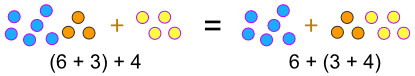 + = +
(6 + 3) + 4 6 + (3 + 4)